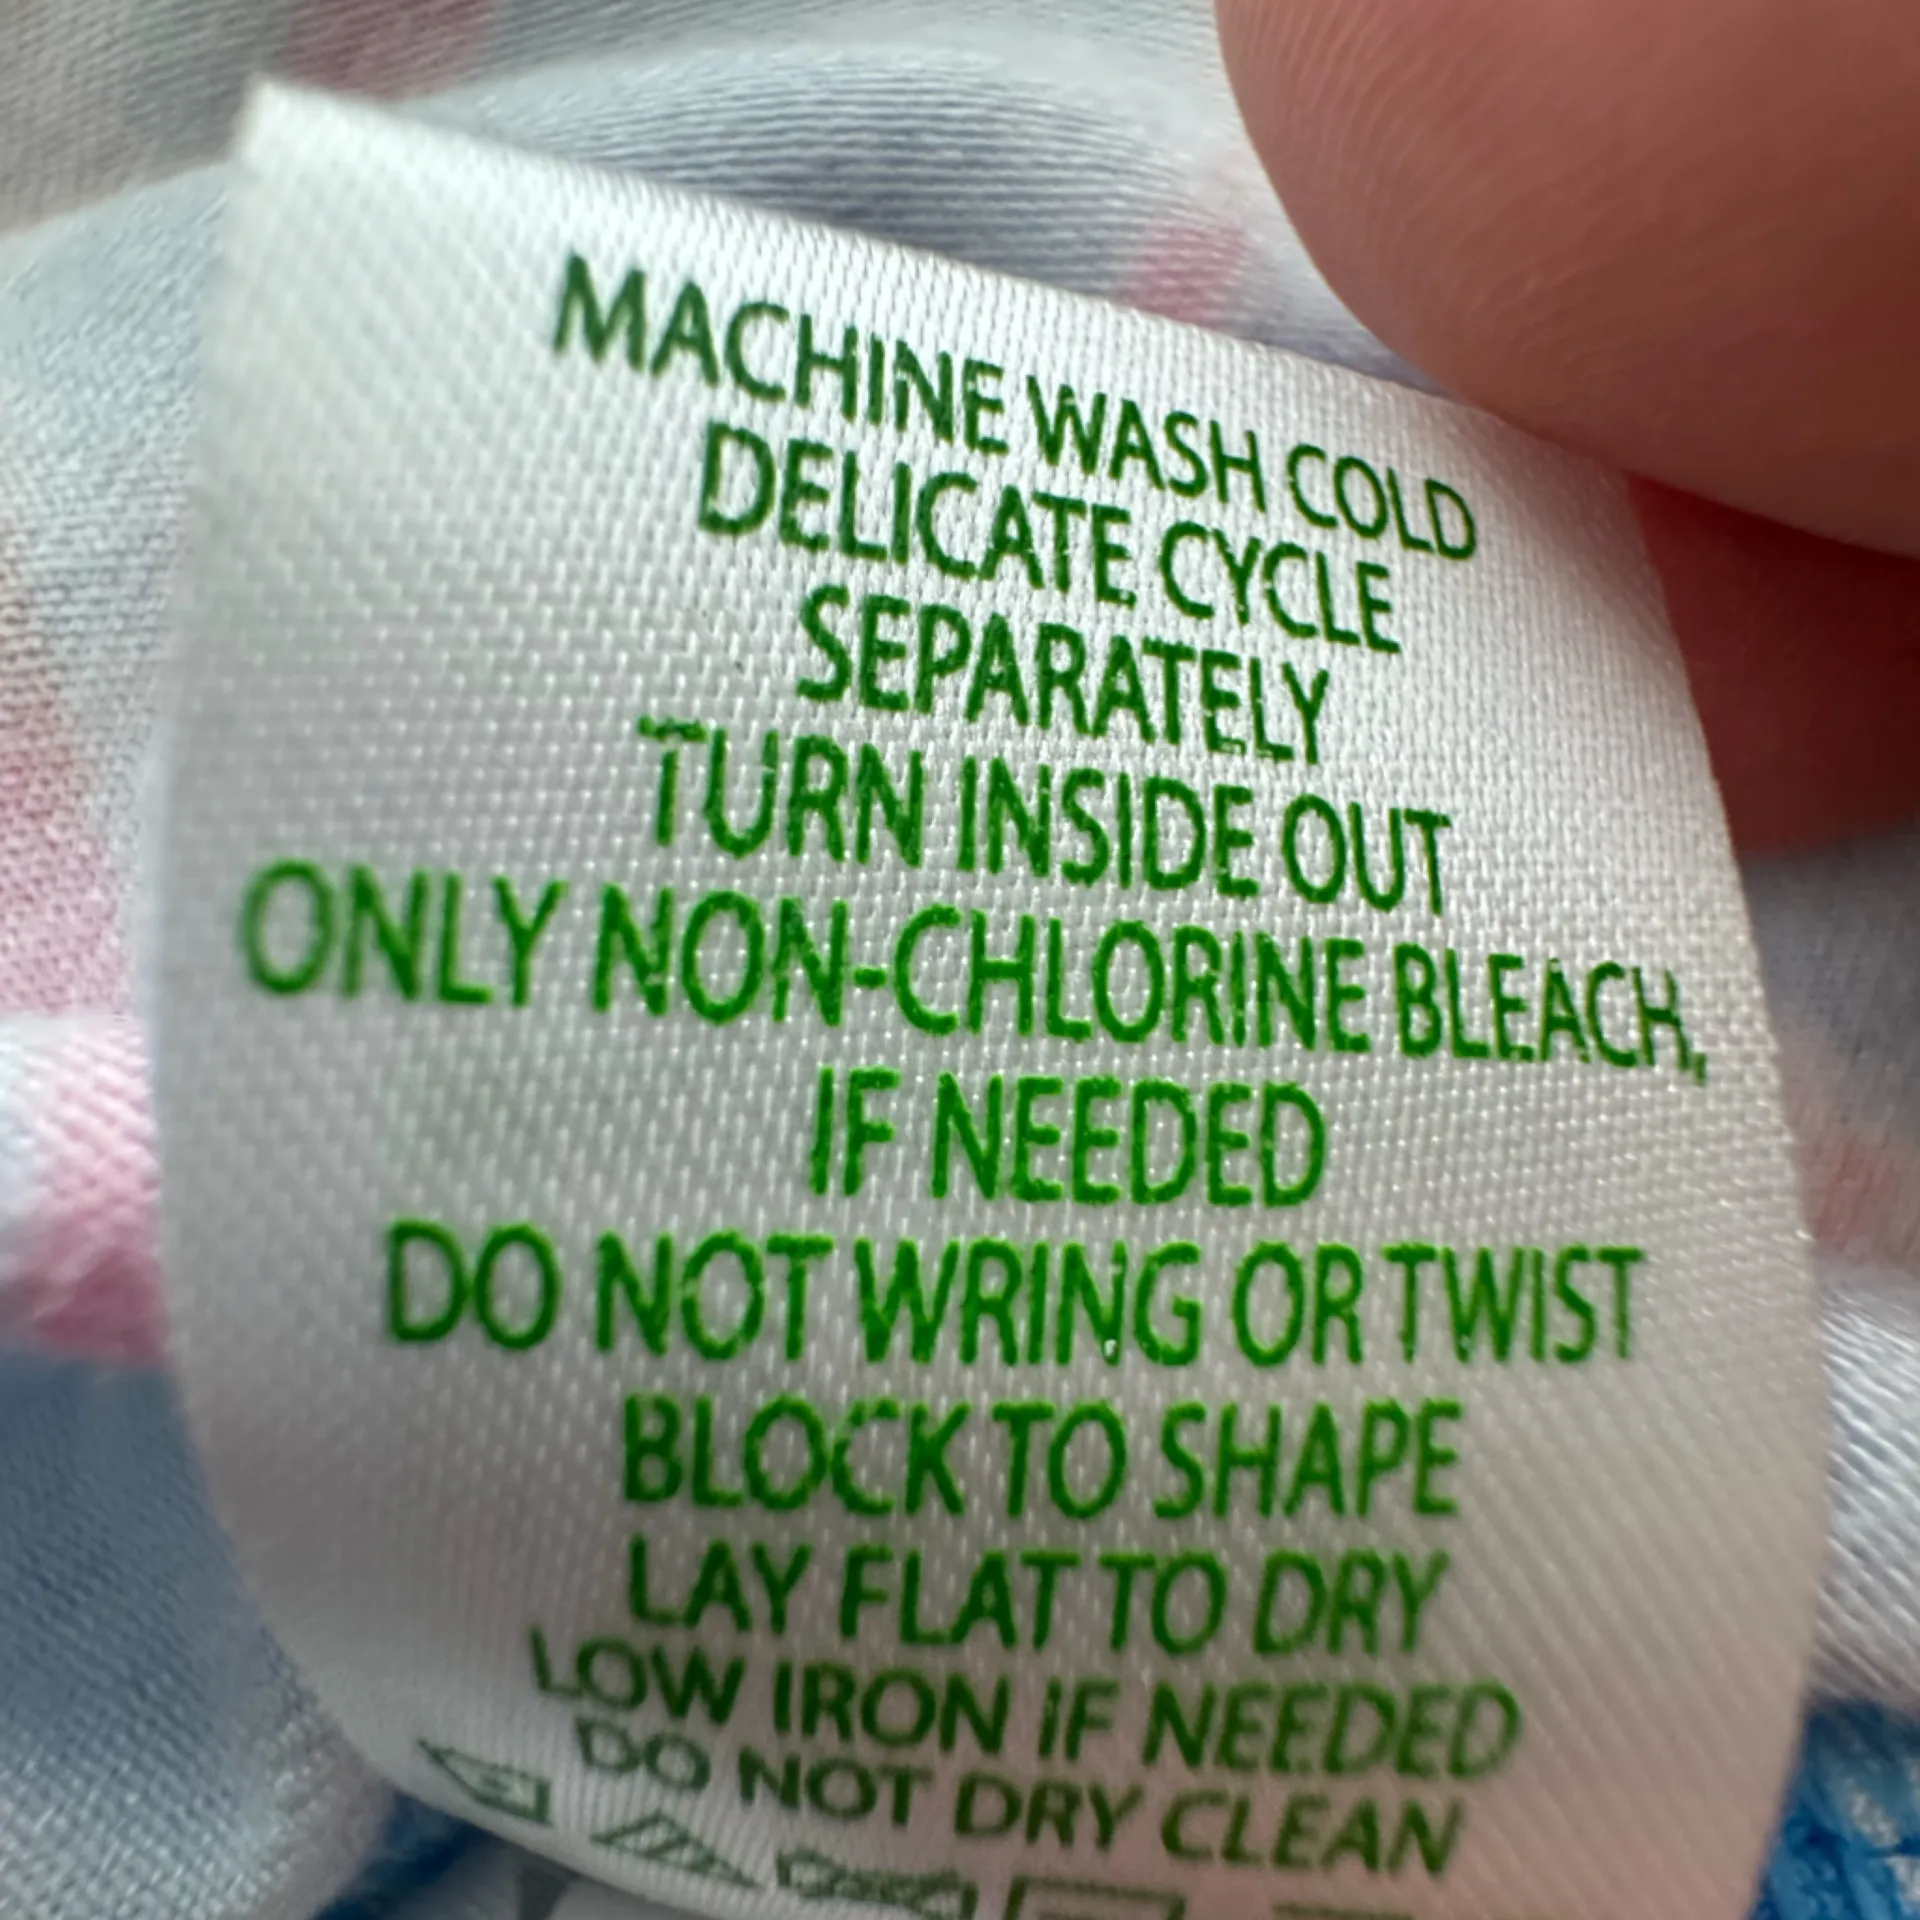 MACHINE WASH COLD
DELICATE CYCLE
SEPARATELY
TURN INSIDE OUT
ONLY NON-CHLORINE BLEACH,
IF NEEDED
DO NOT WRING OR TWIST
BLOCK TO SHAPE
LAY FLAT TO DRY
LOW IRON IF NEEDED
DO NOT DRY CLEAN